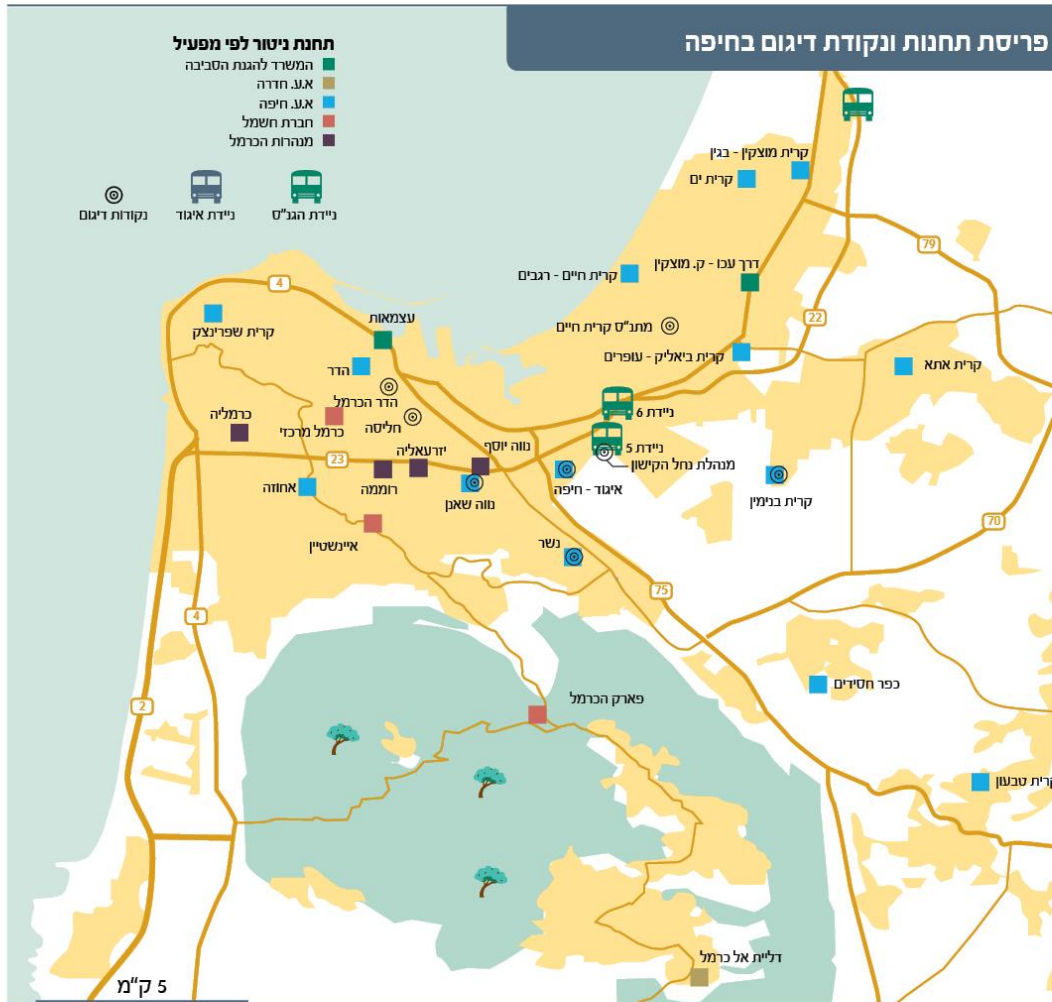 פריסת תחנות ונקודת דיגום בחיפה
תחנת ניטור לפי מפעיל
המשרד להגנת הסביבה
א.ע. חדרה
א.ע. חיפה
חברת חשמל
מנהרות הכרמל
ניידת הגנ"ס
ניידת איגוד
נקודות דיגום
קרית מוצקין - בגין
קרית ים
79
דרך עכו - ק. מוצקין
קרית חיים - רגבים
4
22
קרית שפרינצק
עצמאות
מתנ"ס קרית חיים
קרית ביאליק - עופרים
קרית אתא
הדר
הדר הכרמל
ניידת 6
כרמליה
כרמל מרכזי
חליסה
ניידת 5
נווה יוסף
יזרעאליה
23
מנהלת נחל הקישון
רוממה
אחוזה
נווה שאנן
איגוד - חיפה
קרית בנימין
70
איינשטיין
נשר
75
4
כפר חסידים
2
פארק הכרמל
קרית טבעון
דליית אל כרמל
5 ק"מ